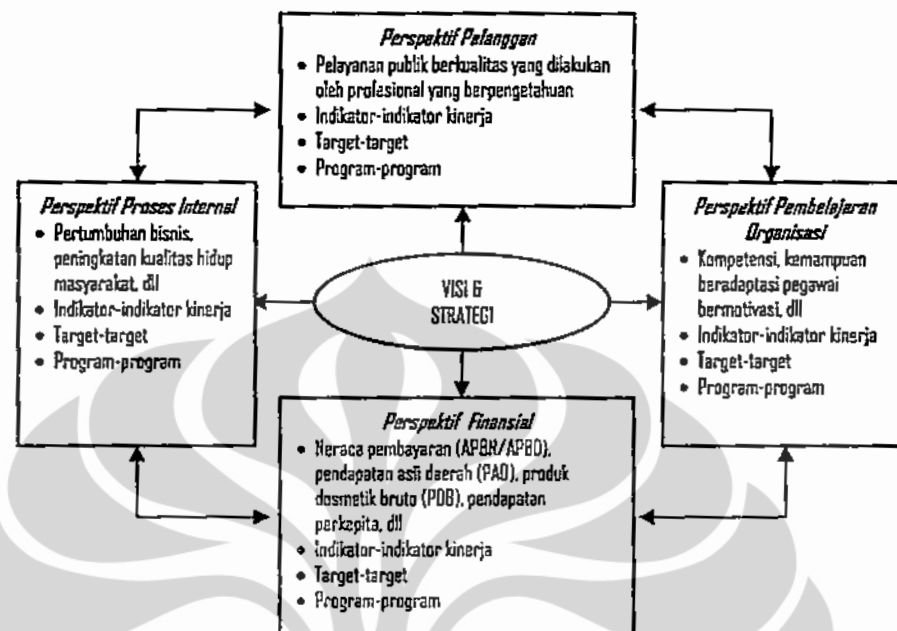 Perspektif Pelanggan
• Pelayanan publik berkualitas yang dilakukan
oleh profasional yang berpengetahuan
• Indikator-indikator kinerja
• Target-target
• Program-program
Perspektif Proses Internal
• Pertumbuhan bisnis,
peningkatan kualitas hidup
masyarakat, dll
• Indikator-indikator kinerja
• Target-target
• Program-program
VISI &
STRATEGI
Perspektif Pembelajaran
Organisasi
• Kompetensi, kemampuan
beradaptasi pegawai
bermotivasi, dll
• Indikator-indikator kinerja
• Target-target
• Program-program
Perspektif Finansial
• Neraca pembayaran (APBN/APBD),
pendapatan asli daerah (PAD), produk
dosmetik bruto (PDB), pendapatan
perkapita, dll
• Indikator-indikator kinerja
• Target-target
• Program-program